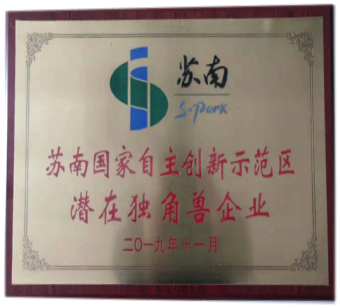 苏南
S-Park
苏南国家自主创新示范区
潜在独角兽企业
二〇一九年十一月